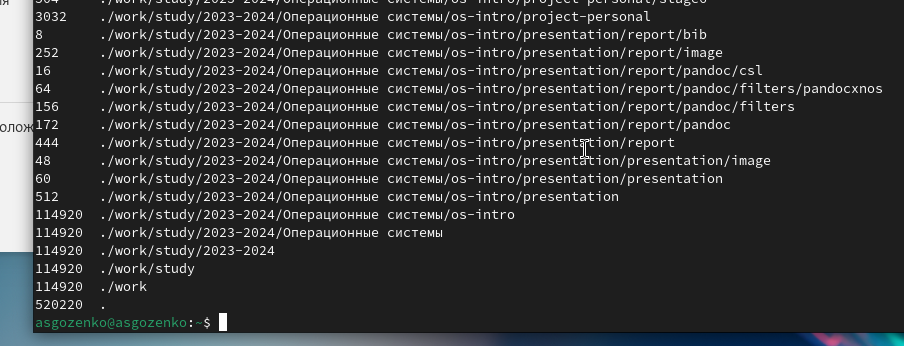 3032 ./work/study/2023-2024/Операционные системы/os-intro/project-personal
8 ./work/study/2023-2024/Операционные системы/os-intro/presentation/report/bib
252 ./work/study/2023-2024/Операционные системы/os-intro/presentation/report/image
16 ./work/study/2023-2024/Операционные системы/os-intro/presentation/report/pandoc/csl
64 ./work/study/2023-2024/Операционные системы/os-intro/presentation/report/pandoc/filters/pandocxnos
156 ./work/study/2023-2024/Операционные системы/os-intro/presentation/report/pandoc/filters
172 ./work/study/2023-2024/Операционные системы/os-intro/presentation/report/pandoc
444 ./work/study/2023-2024/Операционные системы/os-intro/presentation/report
48 ./work/study/2023-2024/Операционные системы/os-intro/presentation/presentation/image
60 ./work/study/2023-2024/Операционные системы/os-intro/presentation/presentation
512 ./work/study/2023-2024/Операционные системы/os-intro/presentation
114920 ./work/study/2023-2024/Операционные системы/os-intro
114920 ./work/study/2023-2024/Операционные системы
114920 ./work/study/2023-2024
114920 ./work/study
114920 ./work
520220 .
asgozenko@asgozenko:~$